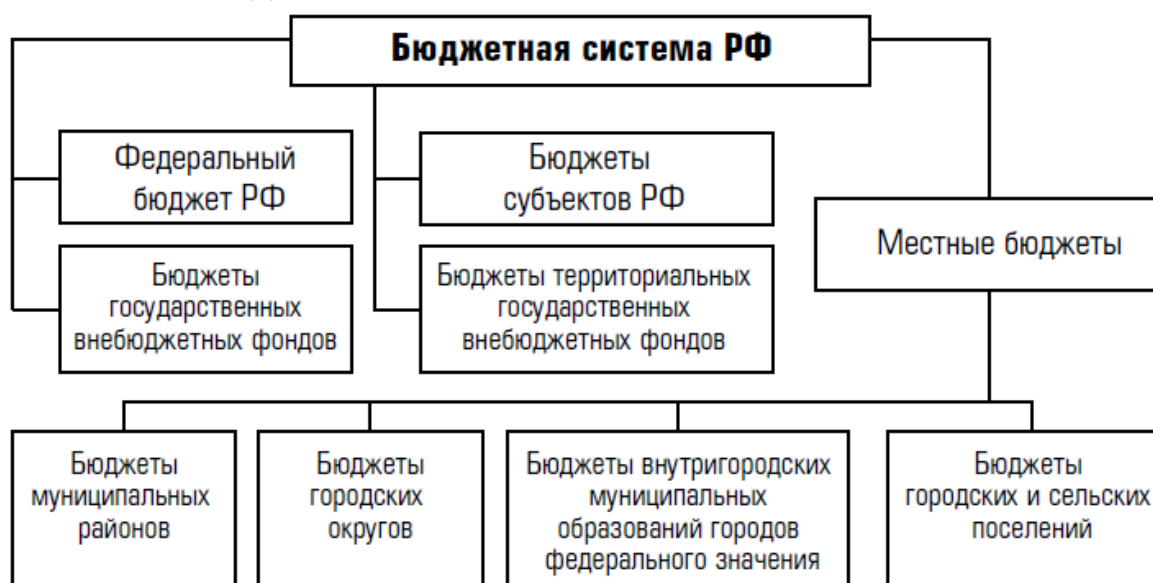 Бюджетная система РФ
Федеральный
бюджет РФ
Бюджеты
субъектов РФ
Местные бюджеты
Бюджеты
государственных
внебюджетных фондов
Бюджеты территориальных
государственных
внебюджетных фондов
Бюджеты
муниципальных
районов
Бюджеты
городских
округов
Бюджеты внутригородских
муниципальных
образований городов
федерального значения
Бюджеты
городских и сельских
поселений